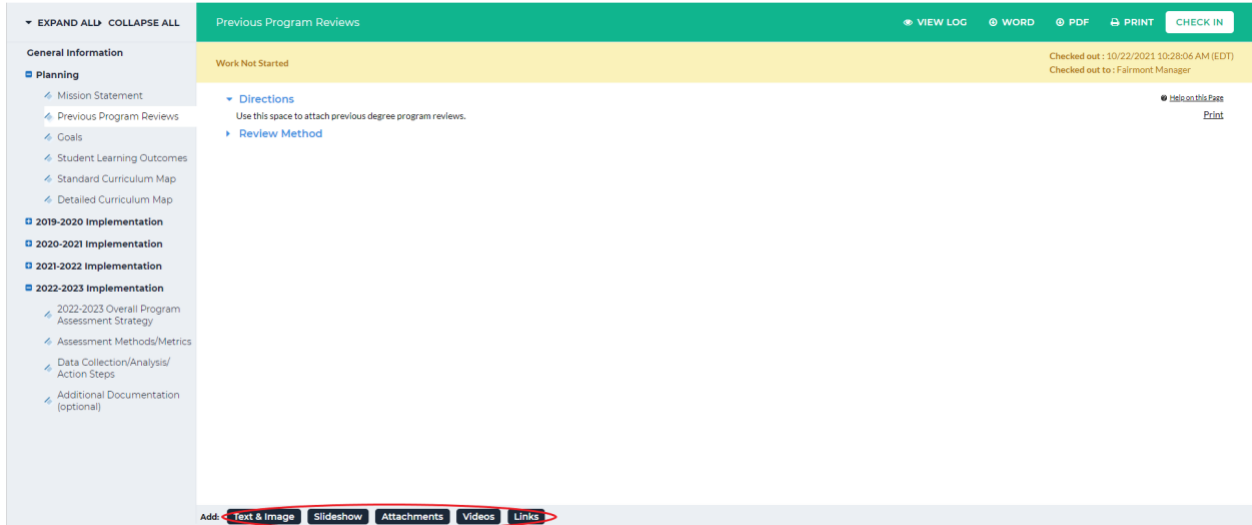 EXPAND ALL COLLAPSE ALL
Previous Program Reviews
VIEW LOG WORD PDF PRINT CHECK IN
General Information
Planning
Mission Statement
Previous Program Reviews
Goals
Student Learning Outcomes
Standard Curriculum Map
Detailed Curriculum Map
2019-2020 Implementation
2020-2021 Implementation
2021-2022 Implementation
2022-2023 Implementation
2022-2023 Overall Program
Assessment Strategy
Assessment Methods/Metrics
Data Collection/Analysis/
Action Steps
Additional Documentation
(optional)
Work Not Started
Checked out : 10/22/2021 10:28:06 AM (EDT)
Checked out to : Fairmont Manager
Directions
Help on this Page
Use this space to attach previous degree program reviews.
Print
Review Method
Add: Text & Image Slideshow Attachments Videos Links